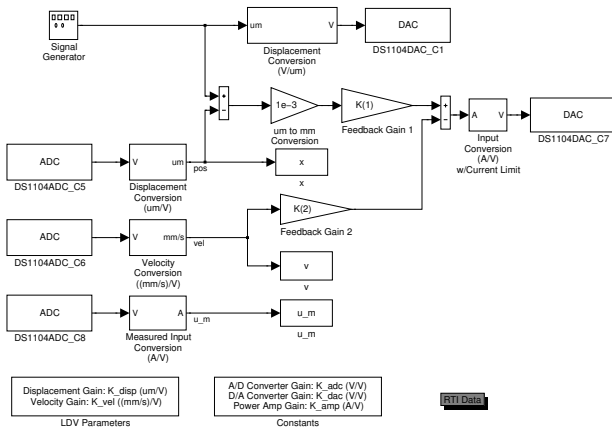 Signal
Generator
um
V
Displacement
Conversion
(V/um)
DAC
DS1104DAC_C1
+
−
1e−3
um to mm
Conversion
K(1)
Feedback Gain 1
+
−
A
V
Input
Conversion
(A/V)
w/Current Limit
DAC
DS1104DAC_C7
ADC
DS1104ADC_C5
V
um
pos
Displacement
Conversion
(um/V)
x
x
ADC
DS1104ADC_C6
V
mm/s
vel
Velocity
Conversion
((mm/s)/V)
K(2)
Feedback Gain 2
v
v
ADC
DS1104ADC_C8
V
A
u_m
Measured Input
Conversion
(A/V)
u_m
u_m
Displacement Gain: K_disp (um/V)
Velocity Gain: K_vel ((mm/s)/V)
LDV Parameters
A/D Converter Gain: K_adc (V/V)
D/A Converter Gain: K_dac (V/V)
Power Amp Gain: K_amp (A/V)
Constants
RTI Data